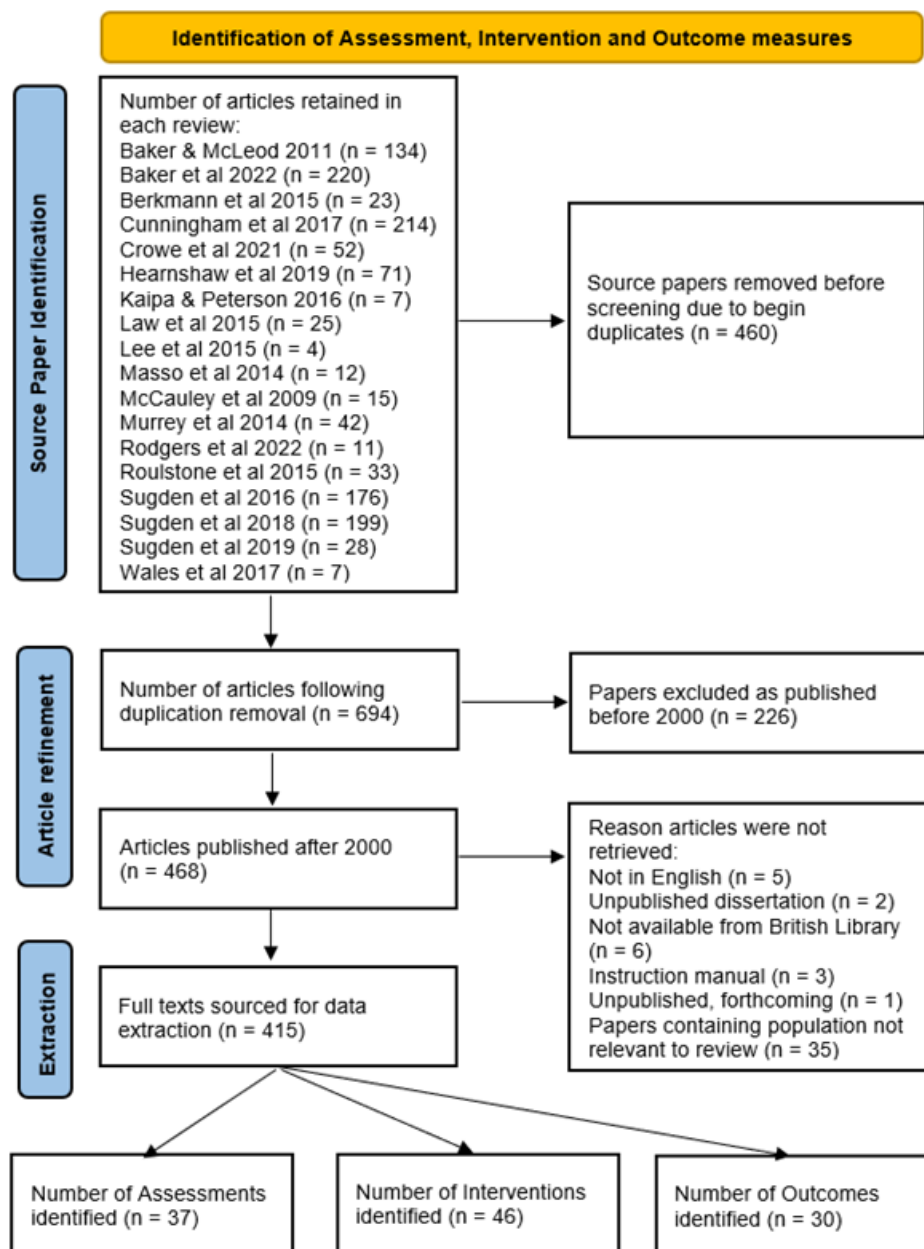 Identification of Assessment, Intervention and Outcome measures
Source Paper Identification
Number of articles retained in
each review:
Baker & McLeod 2011 (n = 134)
Baker et al 2022 (n = 220)
Berkmann et al 2015 (n = 23)
Cunningham et al 2017 (n = 214)
Crowe et al 2021 (n = 52)
Hearnshaw et al 2019 (n = 71)
Kaipa & Peterson 2016 (n = 7)
Law et al 2015 (n = 25)
Lee et al 2015 (n = 4)
Masso et al 2014 (n = 12)
McCauley et al 2009 (n = 15)
Murrey et al 2014 (n = 42)
Rodgers et al 2022 (n = 11)
Roulstone et al 2015 (n = 33)
Sugden et al 2016 (n = 176)
Sugden et al 2018 (n = 199)
Sugden et al 2019 (n = 28)
Wales et al 2017 (n = 7)
Source papers removed before
screening due to begin
duplicates (n = 460)
Article refinement
Number of articles following
duplication removal (n = 694)
Papers excluded as published
before 2000 (n = 226)
Articles published after 2000
(n = 468)
Reason articles were not
retrieved:
Not in English (n = 5)
Unpublished dissertation (n = 2)
Not available from British Library
(n = 6)
Instruction manual (n = 3)
Unpublished, forthcoming (n = 1)
Papers containing population not
relevant to review (n = 35)
Extraction
Full texts sourced for data
extraction (n = 415)
Number of Assessments
identified (n = 37)
Number of Interventions
identified (n = 46)
Number of Outcomes
identified (n = 30)